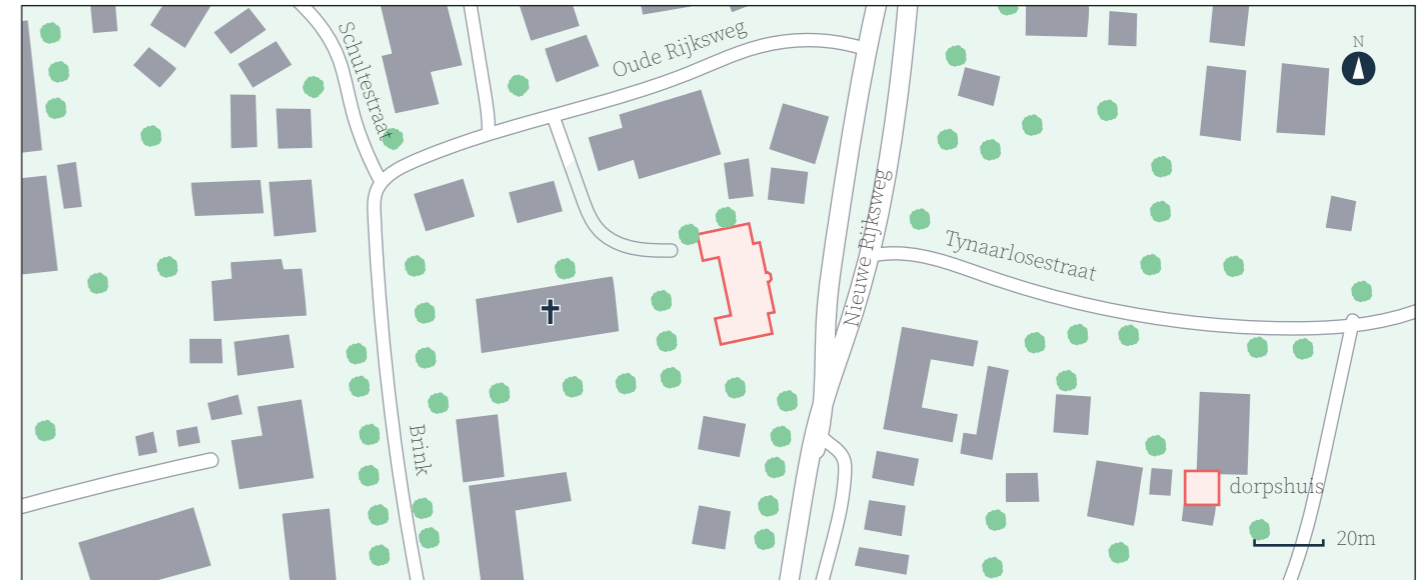 Schultestraat
Oude Rijksweg
N
Nieuwe Rijksweg
Tynaarlosestraat
Brink
dorpshuis
20m